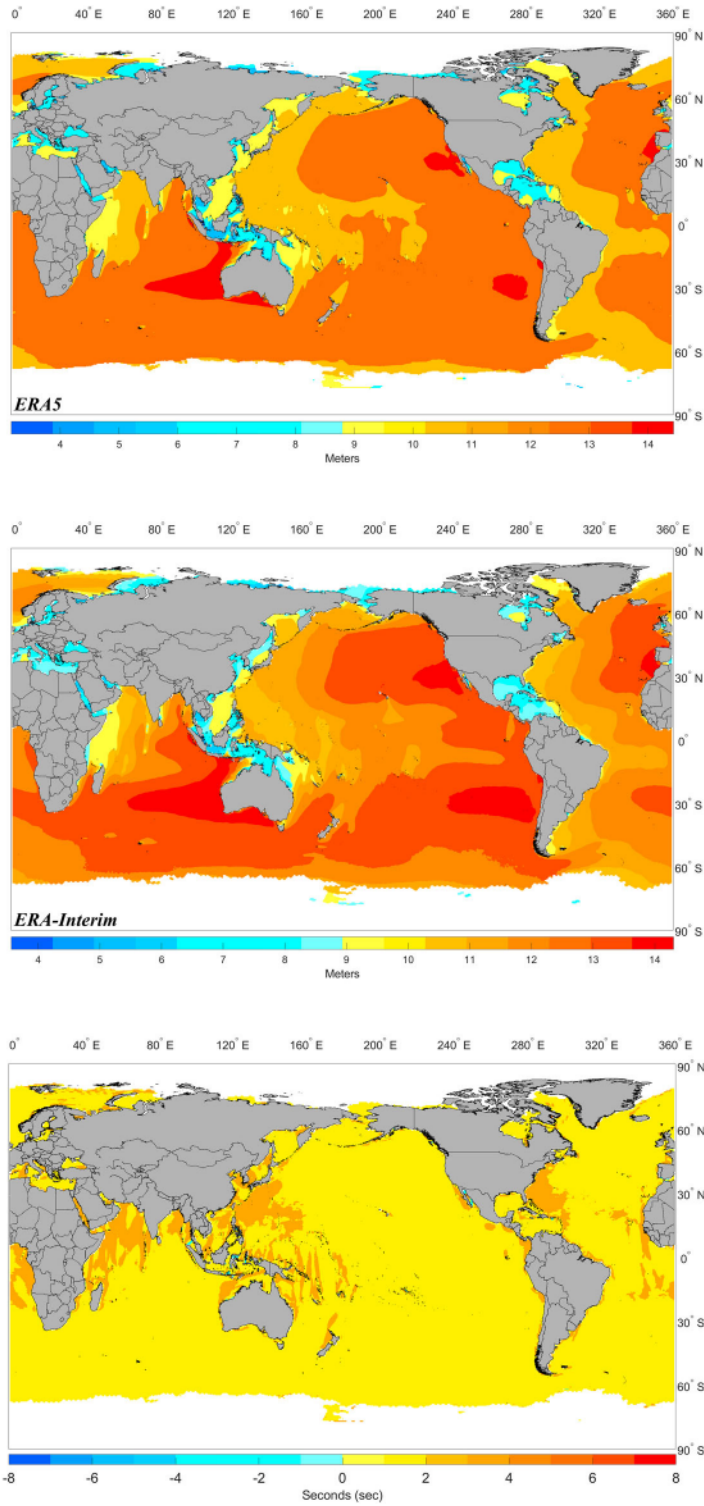 0° 40° E 80° E 120° E 160° E 200° E 240° E 280° E 320° E 360° E
90° N
60° N
30° N
0°
30° S
60° S
90° S
ERA5
4 5 6 7 8 9 10 11 12 13 14
Meters
0° 40° E 80° E 120° E 160° E 200° E 240° E 280° E 320° E 360° E
90° N
60° N
30° N
0°
30° S
60° S
90° S
ERA-Interim
4 5 6 7 8 9 10 11 12 13 14
Meters
0° 40° E 80° E 120° E 160° E 200° E 240° E 280° E 320° E 360° E
90° N
60° N
30° N
0°
30° S
60° S
90° S
-8 -6 -4 -2 0 2 4 6 8
Seconds (sec)